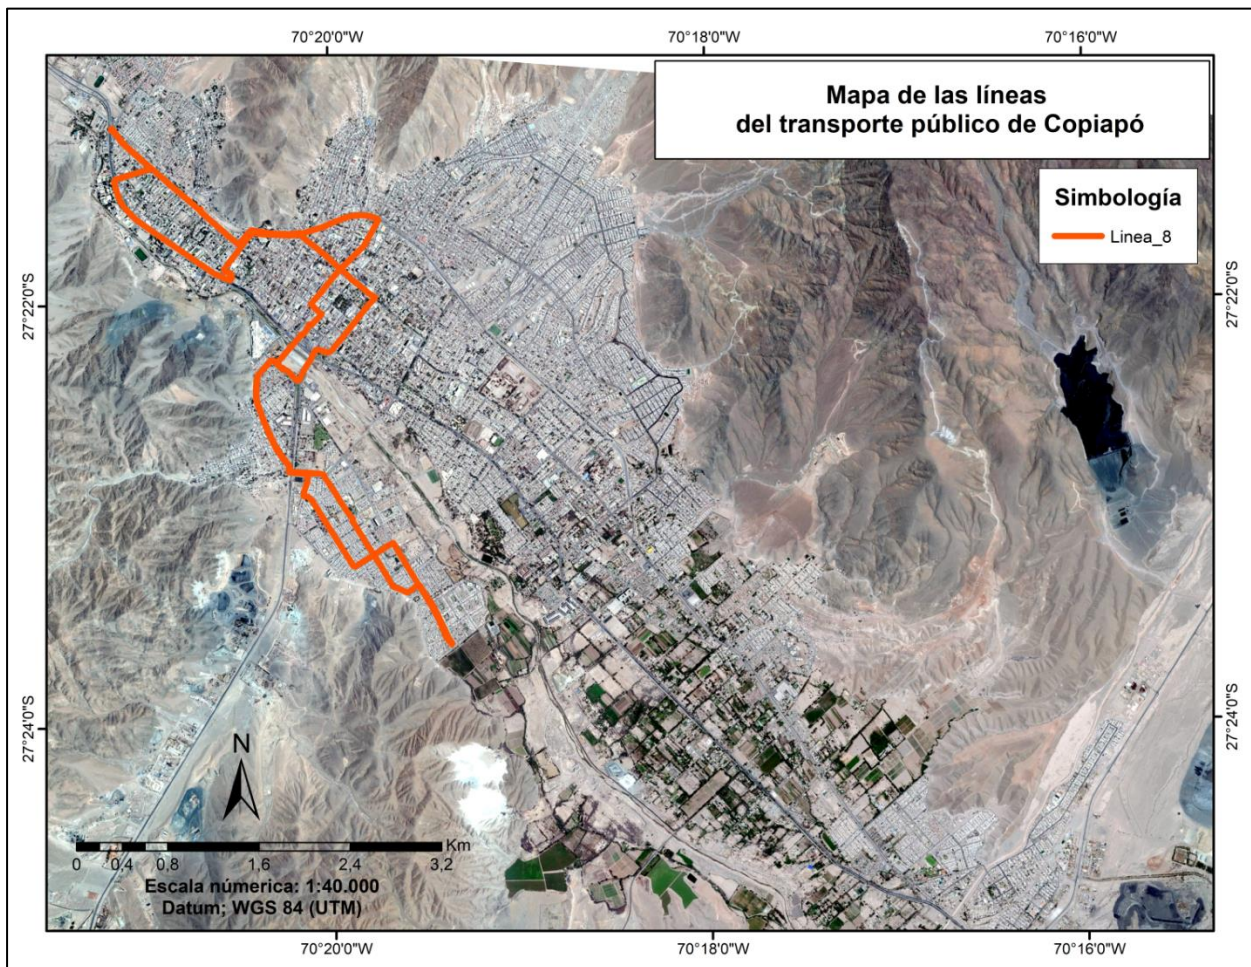 70°20'0"W
70°18'0"W
70°16'0"W
Mapa de las líneas
del transporte público de Copiapó
Simbología
Linea_8
27°22'0"S
27°22'0"S
27°24'0"S
27°24'0"S
N
Km
0 0,4 0,8 1,6 2,4 3,2
Escala númerica: 1:40.000
Datum; WGS 84 (UTM)
70°20'0"W
70°18'0"W
70°16'0"W